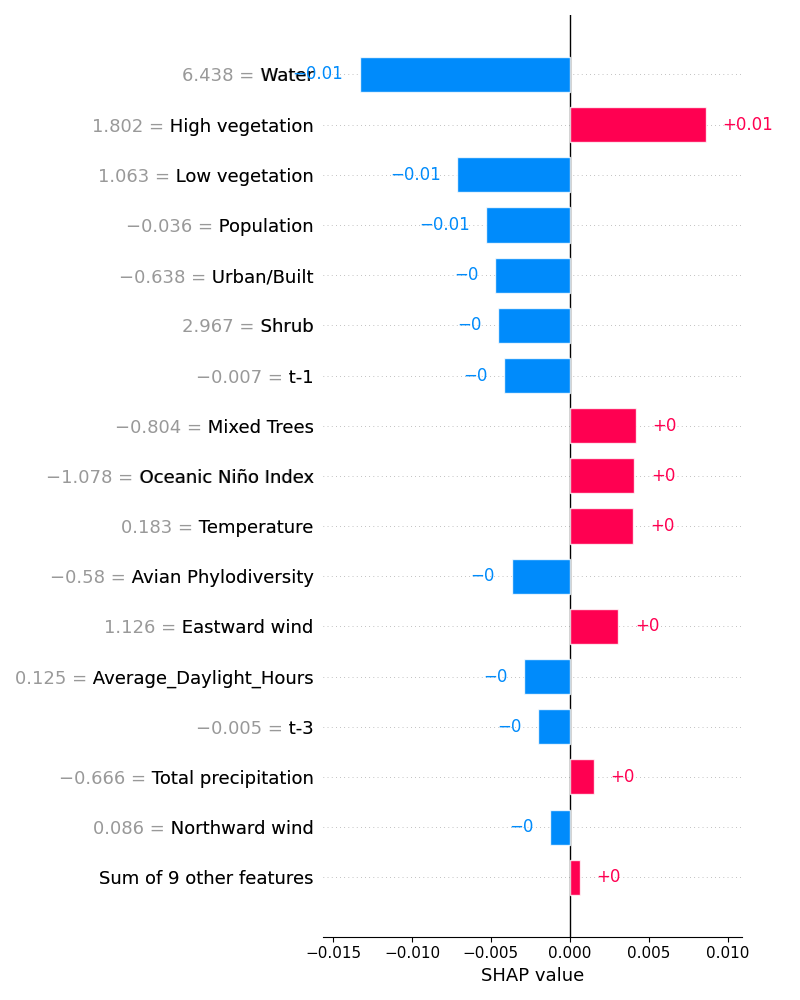 6.438 = Water −0.01
1.802 = High vegetation +0.01
1.063 = Low vegetation −0.01
−0.036 = Population −0.01
−0.638 = Urban/Built −0
2.967 = Shrub −0
−0.007 = t-1 −0
−0.804 = Mixed Trees +0
−1.078 = Oceanic Niño Index +0
0.183 = Temperature +0
−0.58 = Avian Phylodiversity −0
1.126 = Eastward wind +0
0.125 = Average_Daylight_Hours −0
−0.005 = t-3 −0
−0.666 = Total precipitation +0
0.086 = Northward wind −0
Sum of 9 other features +0
−0.015 −0.010 −0.005 0.000 0.005 0.010
SHAP value